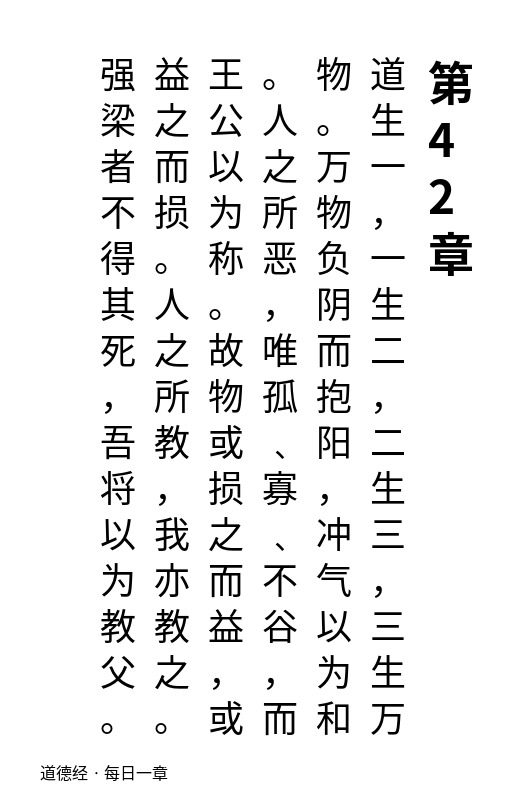 第42章
道生一，一生二，二生三，三生万
物。万物负阴而抱阳，冲气以为和
。人之所恶，唯孤、寡、不谷，而
王公以为称。故物或损之而益，或
益之而损。人之所教，我亦教之。
强梁者不得其死，吾将以为教父。
道德经 · 每日一章